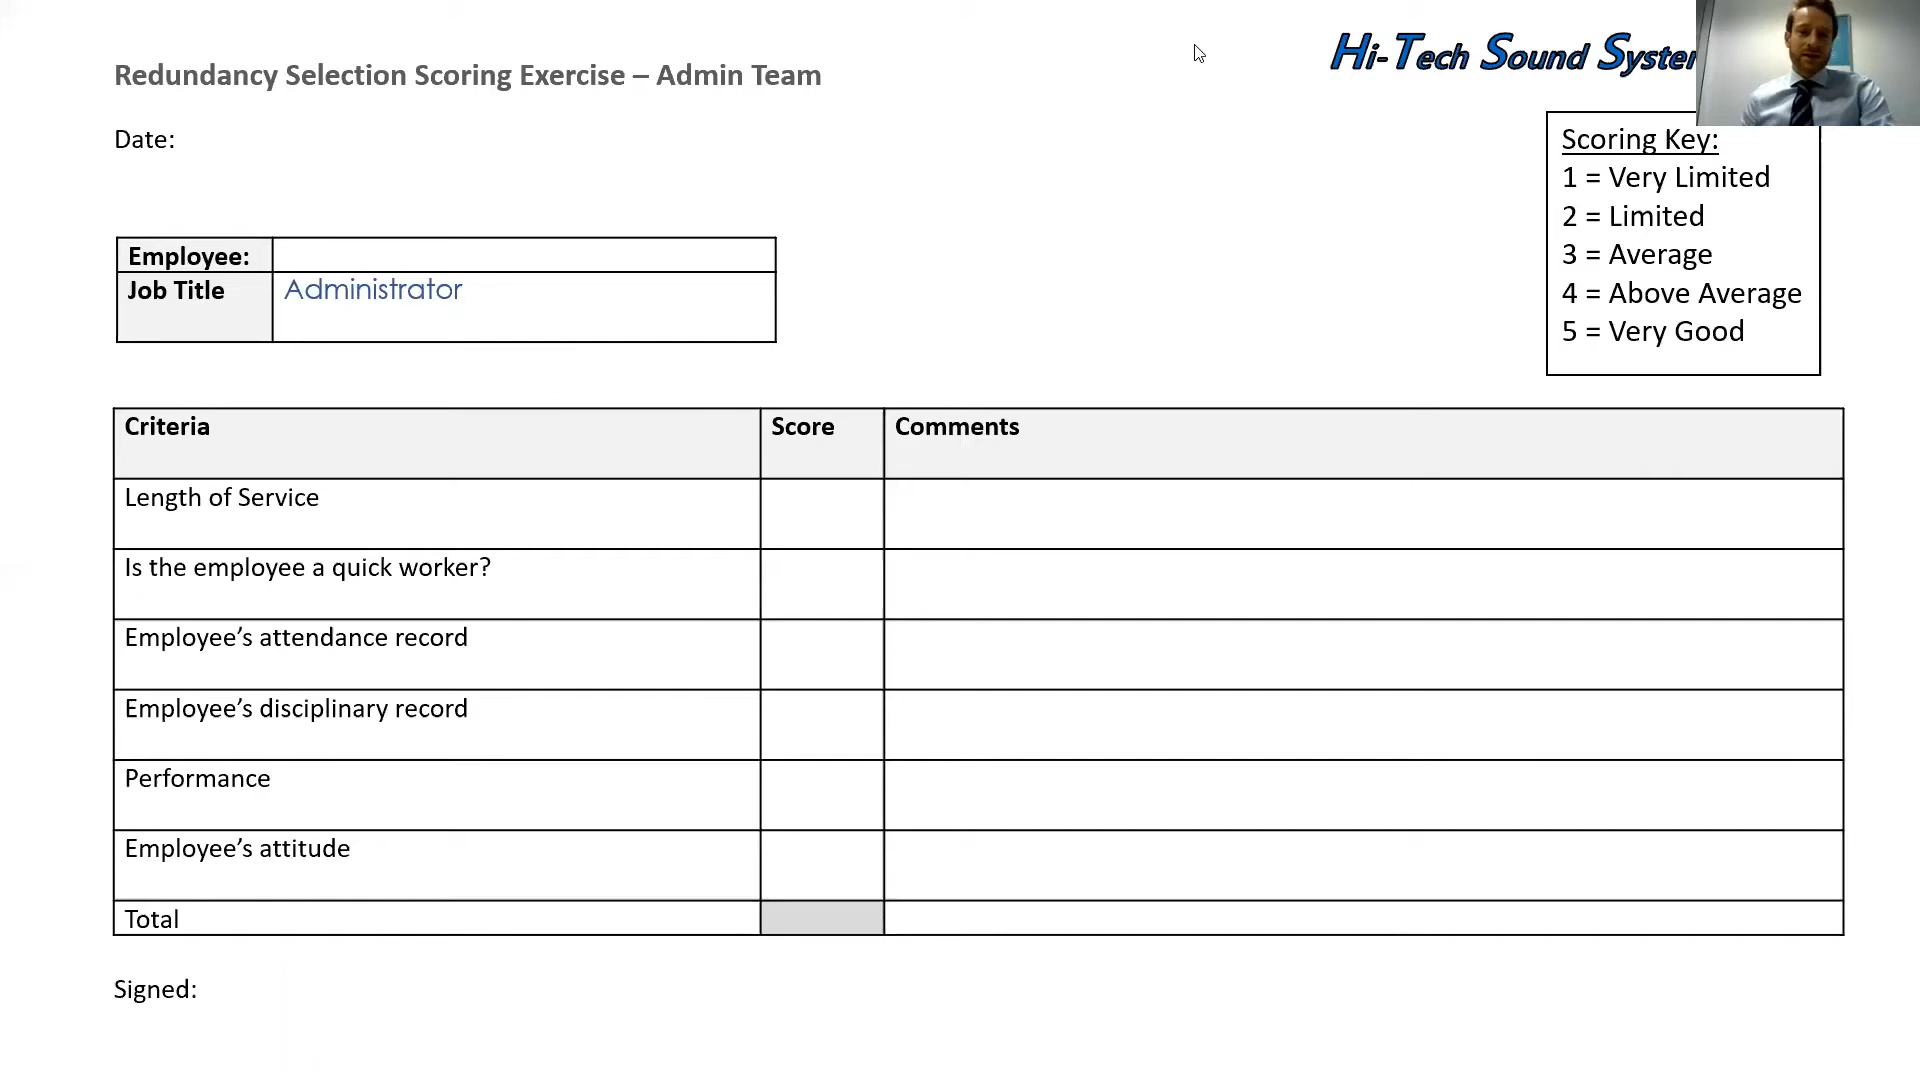 Hi-Tech Sound
Redundancy Selection Scoring Exercise – Admin Team
Date:
Scoring Key:
1 = Very Limited
2 = Limited
3 = Average
4 = Above Average
5 = Very Good
Employee:
Job Title Administrator
Criteria Score Comments
Length of Service
Is the employee a quick worker?
Employee’s attendance record
Employee’s disciplinary record
Performance
Employee’s attitude
Total
Signed: